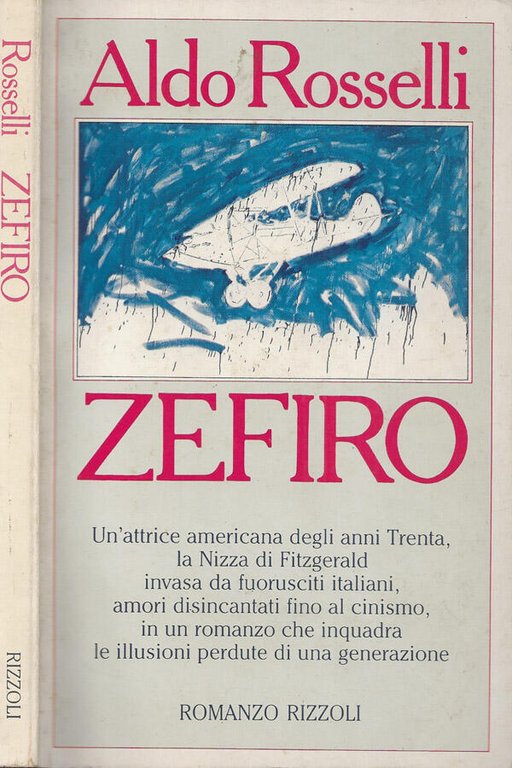 Rosselli ZEFIRO
RIZZOLI
Aldo Rosselli
ZEFIRO
Un'attrice americana degli anni Trenta,
la Nizza di Fitzgerald
invasa da fuorusciti italiani,
amori disincantati fino al cinismo,
in un romanzo che inquadra
le illusioni perdute di una generazione
ROMANZO RIZZOLI